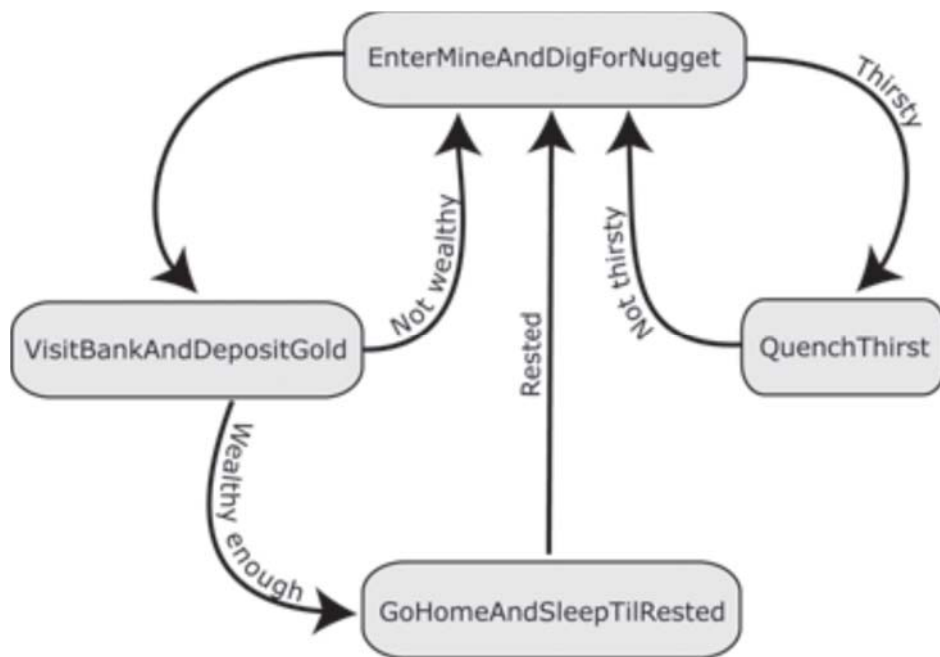 EnterMineAndDigForNugget
Thirsty
Not wealthy
Not thirsty
VisitBankAndDepositGold
Rested
QuenchThirst
Wealthy enough
GoHomeAndSleepTilRested